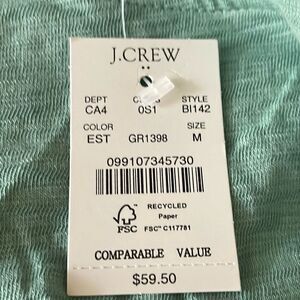 J.CREW
DEPT STYLE
CA4 0S1 BI142
COLOR SIZE
EST GR1398 M
099107345730
RECYCLED
Paper
FSC™ C117781
FSC
COMPARABLE VALUE
$59.50